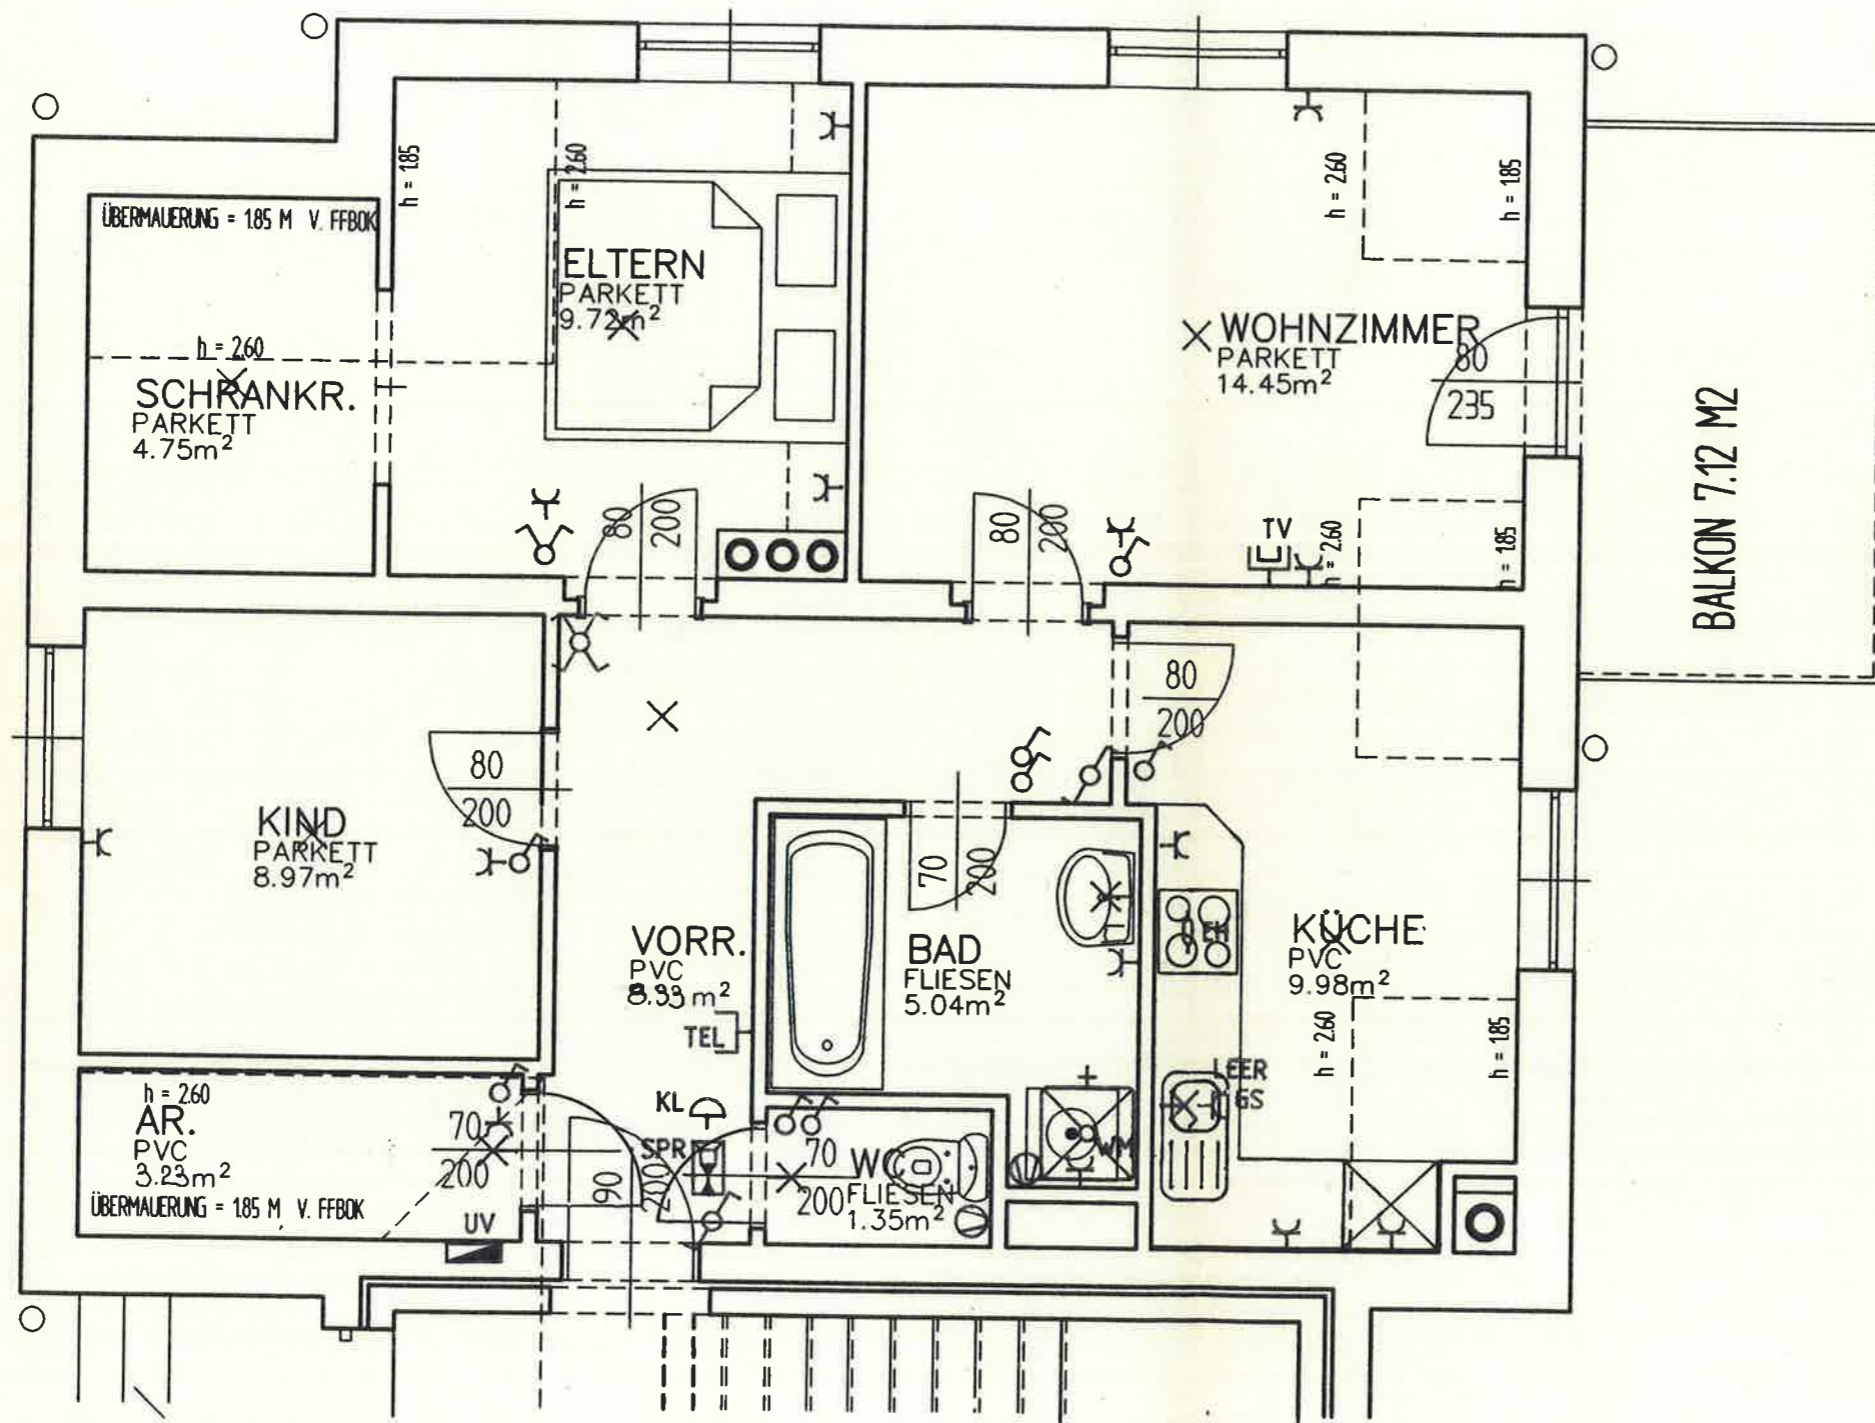 ÜBERMAUERUNG = 1.85 M V. FFBOK
h = 1.85
h = 2.60
ELTERN
PARKETT
9.72m²
h = 2.60
h = 1.85
WOHNZIMMER
PARKETT
14.45m²
80
235
BALKON 7.12 M2
h = 2.60
SCHRANKR.
PARKETT
4.75m²
80
200
80
200
TV
h = 2.60
h = 1.85
80
200
80
200
KIND
PARKETT
8.97m²
70
200
VORR.
PVC
8.93 m²
TEL
BAD
FLIESEN
5.04m²
EH
KÜCHE
PVC
9.98m²
h = 2.60
h = 1.85
LEER
GS
h = 2.60
AR.
PVC
3.23m²
ÜBERMAUERUNG = 1.85 M V. FFBOK
70
200
UV
KL
SPR
90
200
70
200
WC
FLIESEN
1.35m²
WM